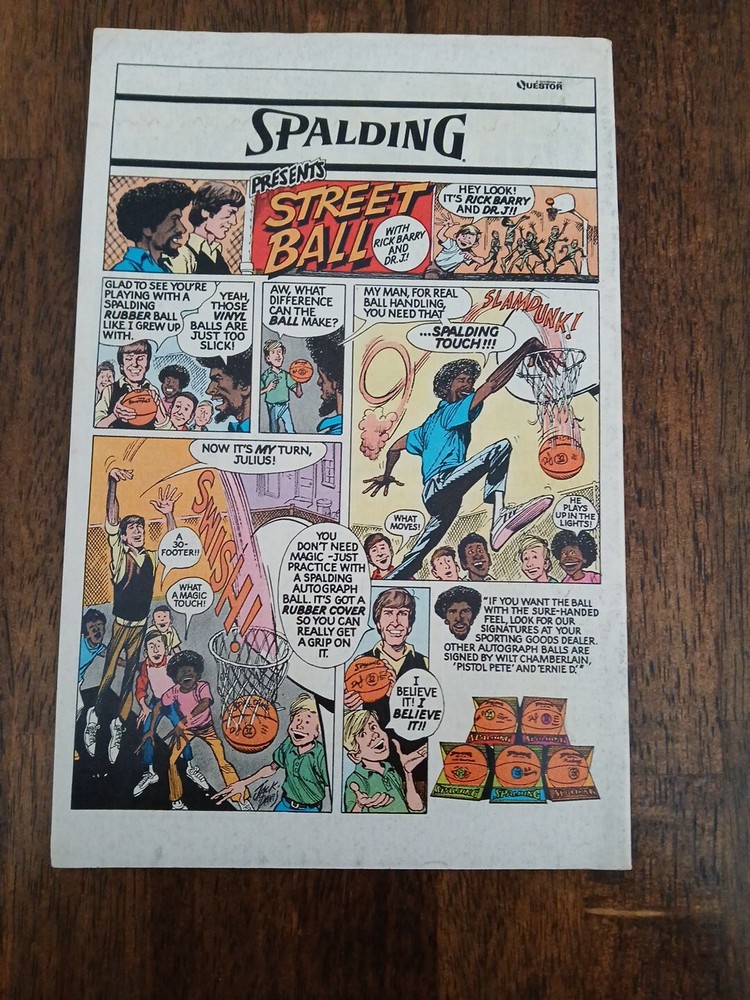 QUESTOR
SPALDING
PRESENTS
STREET
BALL
WITH
RICK BARRY
AND
DR. J!
HEY LOOK!
IT'S RICK BARRY
AND DR. J!!
GLAD TO SEE YOU'RE
PLAYING WITH A
SPALDING
RUBBER BALL
LIKE I GREW UP
WITH.
YEAH,
THOSE
VINYL
BALLS ARE
JUST TOO
SLICK!
AW, WHAT
DIFFERENCE
CAN THE
BALL MAKE?
MY MAN, FOR REAL
BALL HANDLING,
YOU NEED THAT
...SPALDING
TOUCH!!!
SLAMDUNK!
WHAT
MOVES!
HE
PLAYS
UP IN THE
LIGHTS!
NOW IT'S MY TURN,
JULIUS!
SWISH!
A
30-
FOOTER!!
WHAT
A MAGIC
TOUCH!
YOU
DON'T NEED
MAGIC - JUST
PRACTICE WITH
A SPALDING
AUTOGRAPH
BALL. IT'S GOT A
RUBBER COVER
SO YOU CAN
REALLY GET
A GRIP ON
IT.
JACK
DAVIS
I
BELIEVE
IT! I
BELIEVE
IT!!
"IF YOU WANT THE BALL
WITH THE SURE-HANDED
FEEL, LOOK FOR OUR
SIGNATURES AT YOUR
SPORTING GOODS DEALER.
OTHER AUTOGRAPH BALLS ARE
SIGNED BY WILT CHAMBERLAIN,
'PISTOL PETE' AND 'ERNIE D.'"
SPALDING
SPALDING
SPALDING
SPALDING
SPALDING